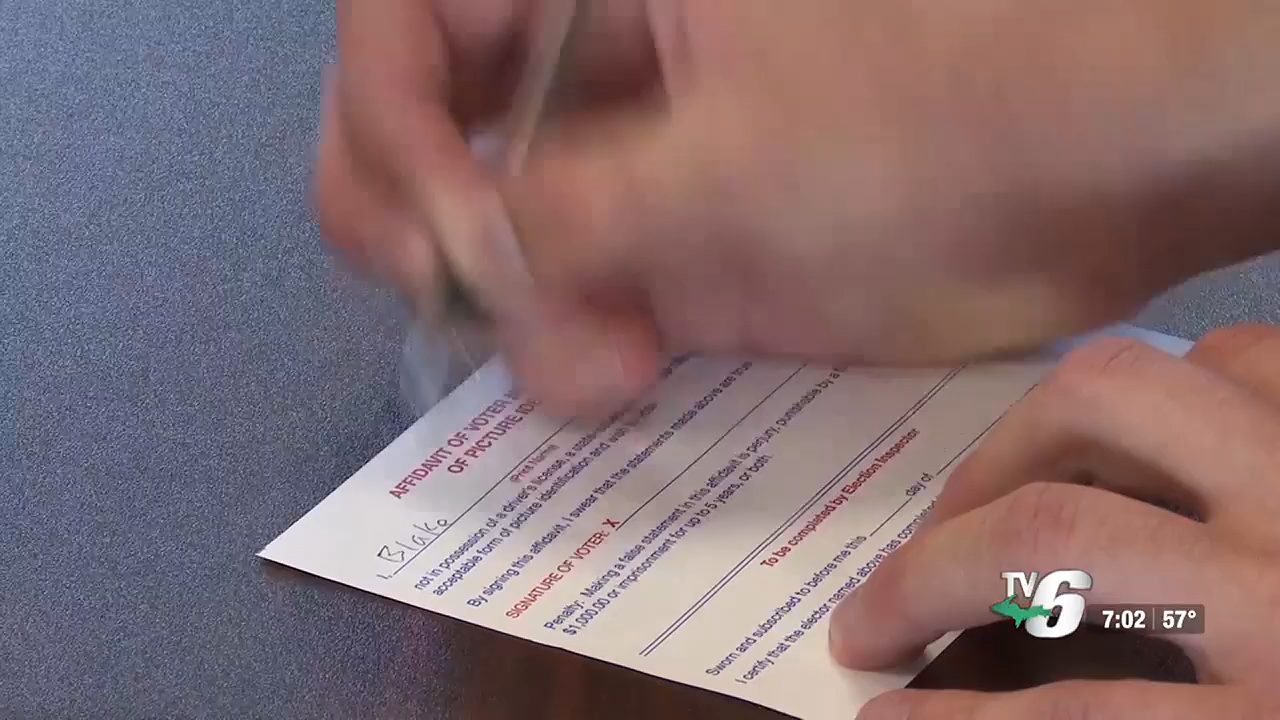 AFFIDAVIT OF VOTER
OF PICTURE
I, Blake
(Print Name)
not in possession of a driver's license, a
acceptable form of picture identification and
By signing this affidavit, I swear that the statements made above are true
SIGNATURE OF VOTER: X
Penalty: Making a false statement in this affidavit is perjury, punishable by a
$1,000.00 or imprisonment for up to 5 years, or both
To be completed by Election Inspector
Sworn and subscribed to before me this day of
I certify that the elector named above has
TV6
7:02 57°